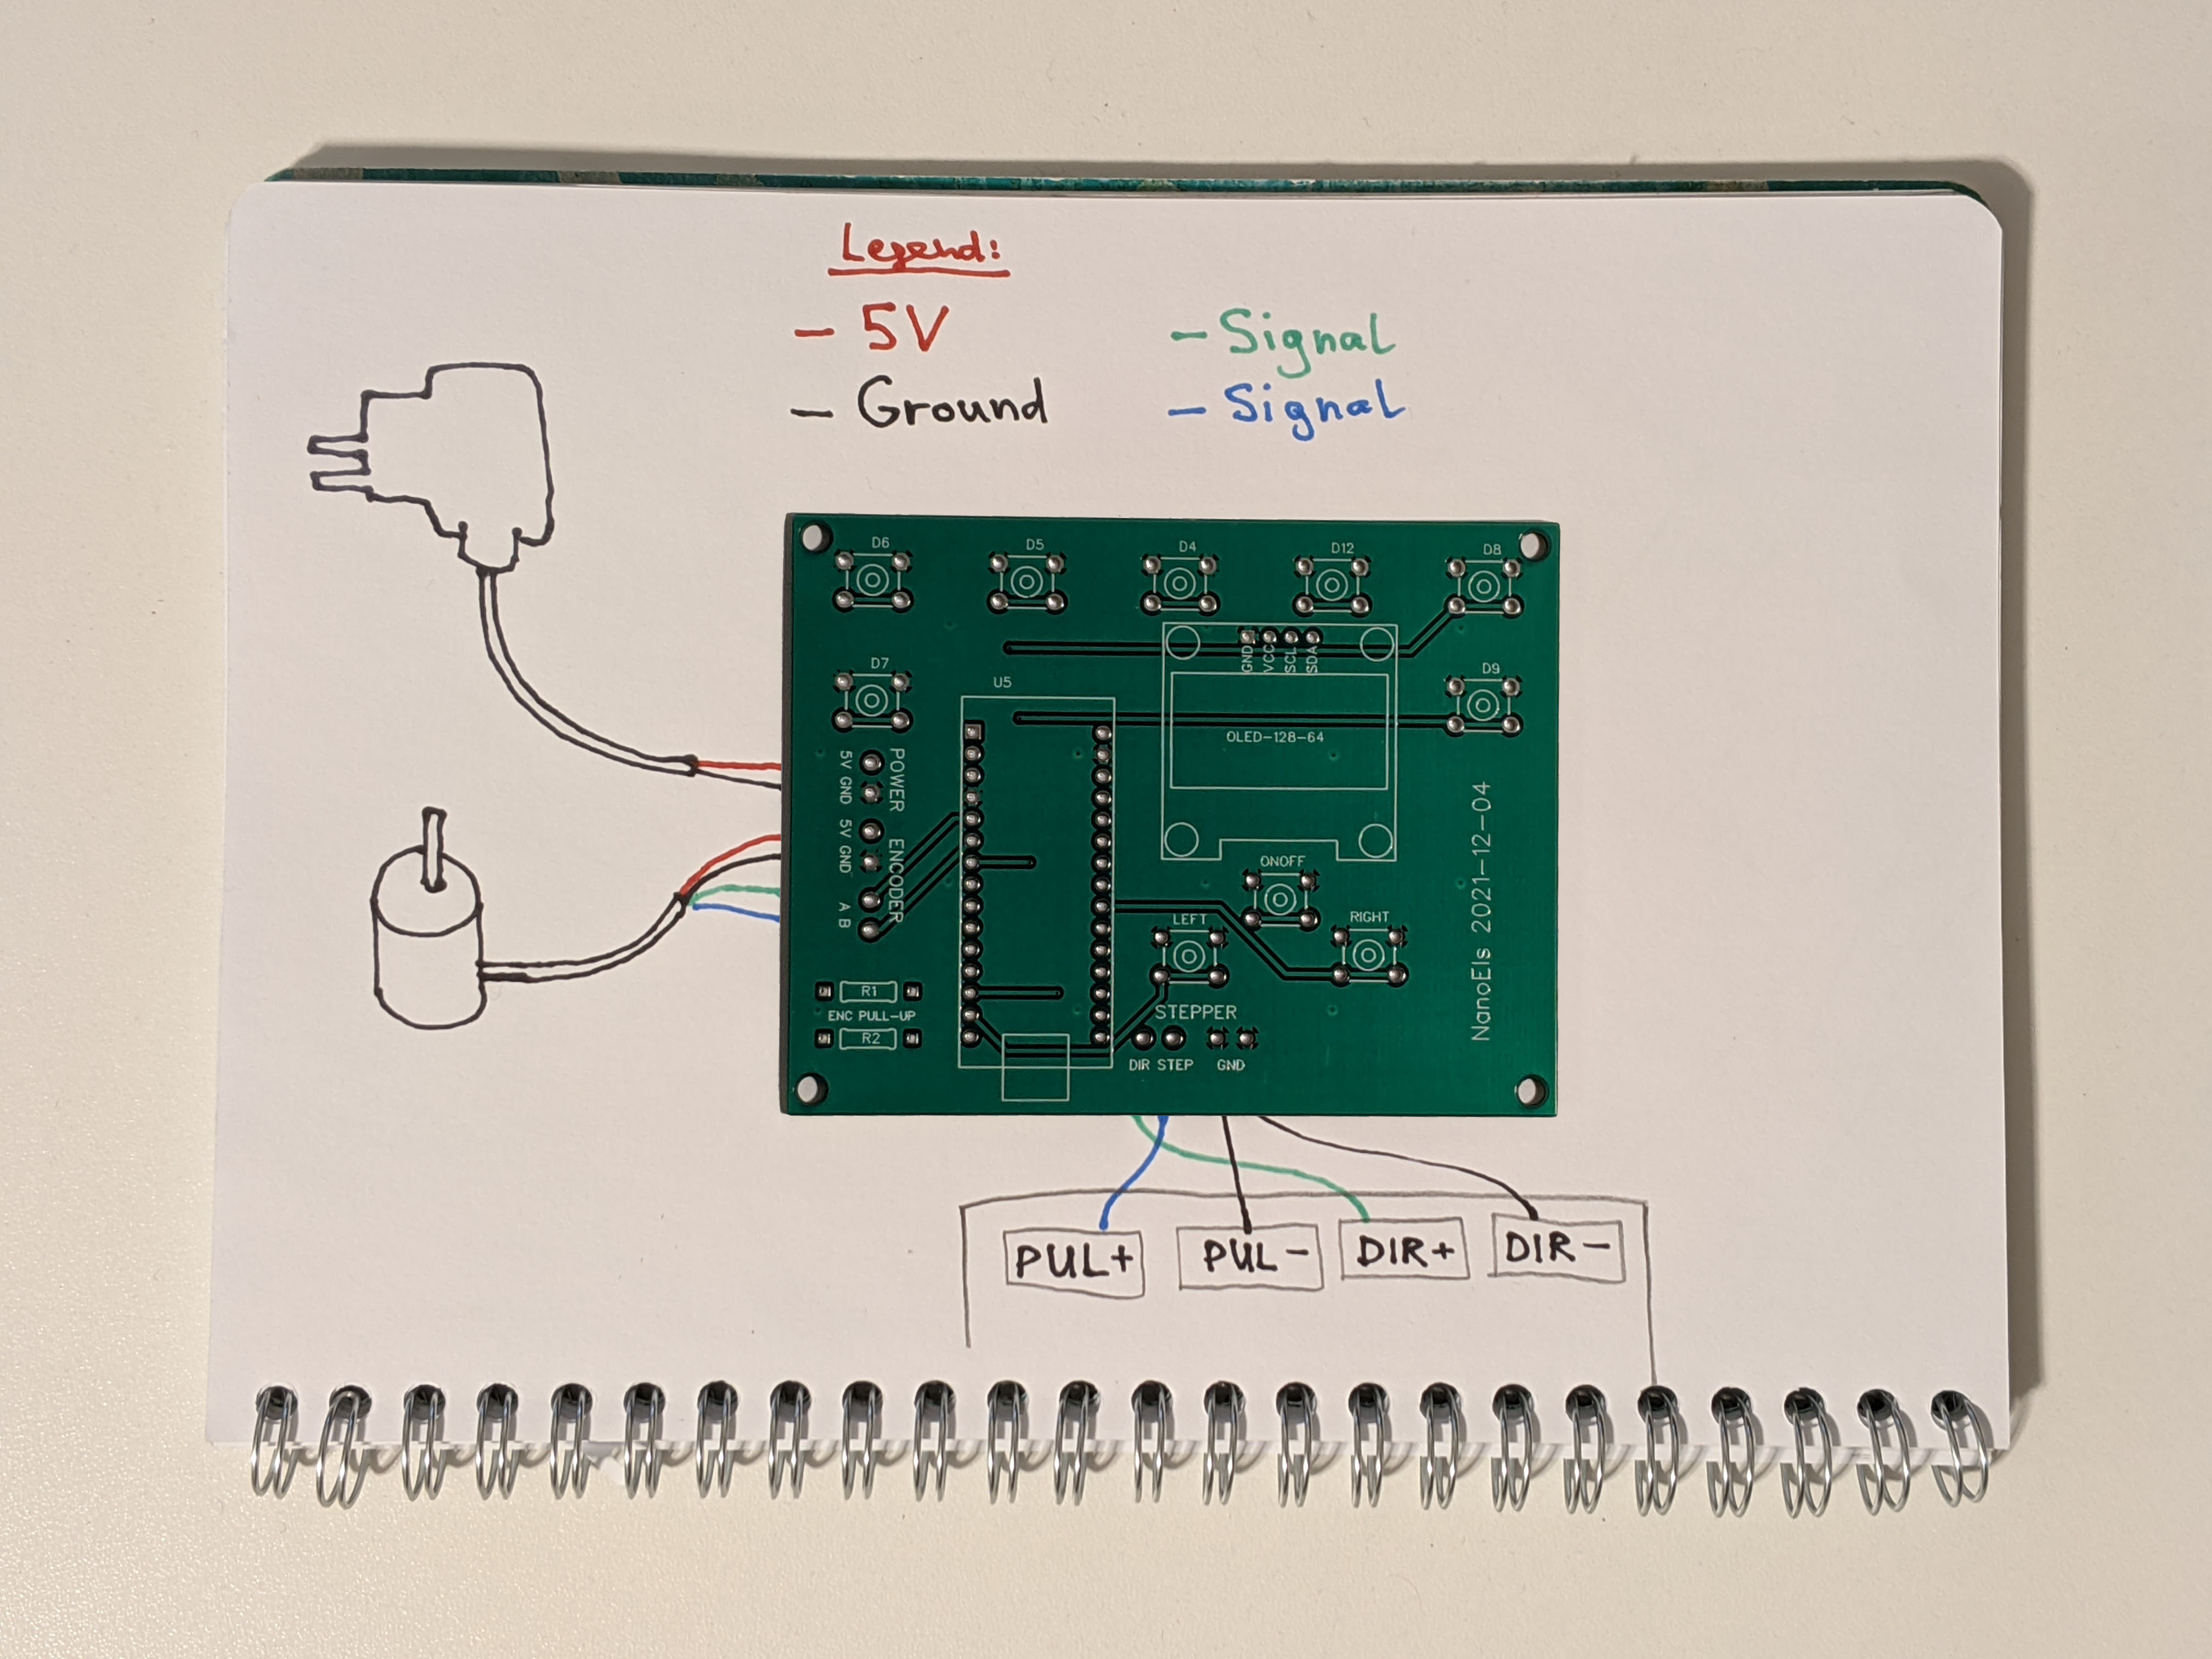 Legend:
- 5V
- Signal
- Ground
- Signal
D6
D5
D4
D12
D8
GND
VCC
SCL
SDA
D7
D9
U5
OLED-128-64
POWER
5V GND
ENCODER
5V GND
A B
ONOFF
LEFT
RIGHT
R1
ENC PULL-UP
R2
STEPPER
DIR STEP GND
NanoEls 2021-12-04
PUL+
PUL-
DIR+
DIR-